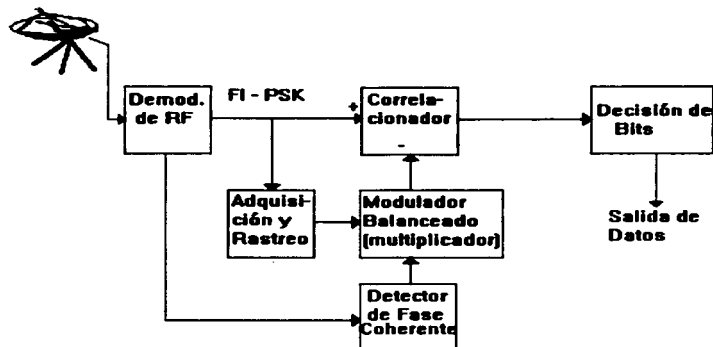 Demod.
de RF
FI - PSK
+
Correla-
cionador
-
Decisión de
Bits
Adquisi-
ción y
Rastreo
Modulador
Balanceado
(multiplicador)
Salida de
Datos
Detector
de Fase
Coherente